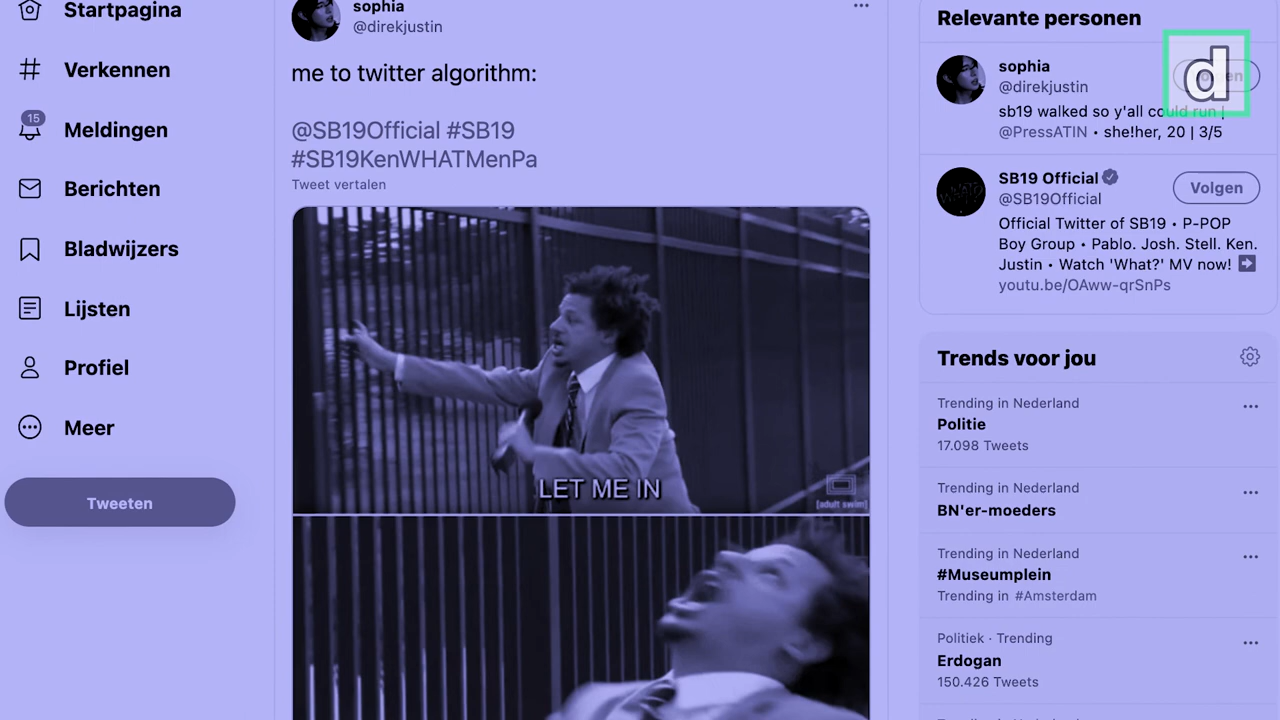 Startpagina
Verkennen
15
Meldingen
Berichten
Bladwijzers
Lijsten
Profiel
Meer
Tweeten
sophia
@direkjustin
me to twitter algorithm:
@SB19Official #SB19
#SB19KenWHATMenPa
Tweet vertalen
LET ME IN
[adult swim]
Relevante personen
sophia
@direkjustin
d
sb19 walked so y'all could run |
@PressATIN • she!her, 20 | 3/5
SB19 Official
@SB19Official
Volgen
Official Twitter of SB19 • P-POP
Boy Group • Pablo. Josh. Stell. Ken.
Justin • Watch 'What?' MV now! ➡
youtu.be/OAww-qrSnPs
Trends voor jou
Trending in Nederland
Politie
17.098 Tweets
Trending in Nederland
BN'er-moeders
Trending in Nederland
#Museumplein
Trending in #Amsterdam
Politiek · Trending
Erdogan
150.426 Tweets